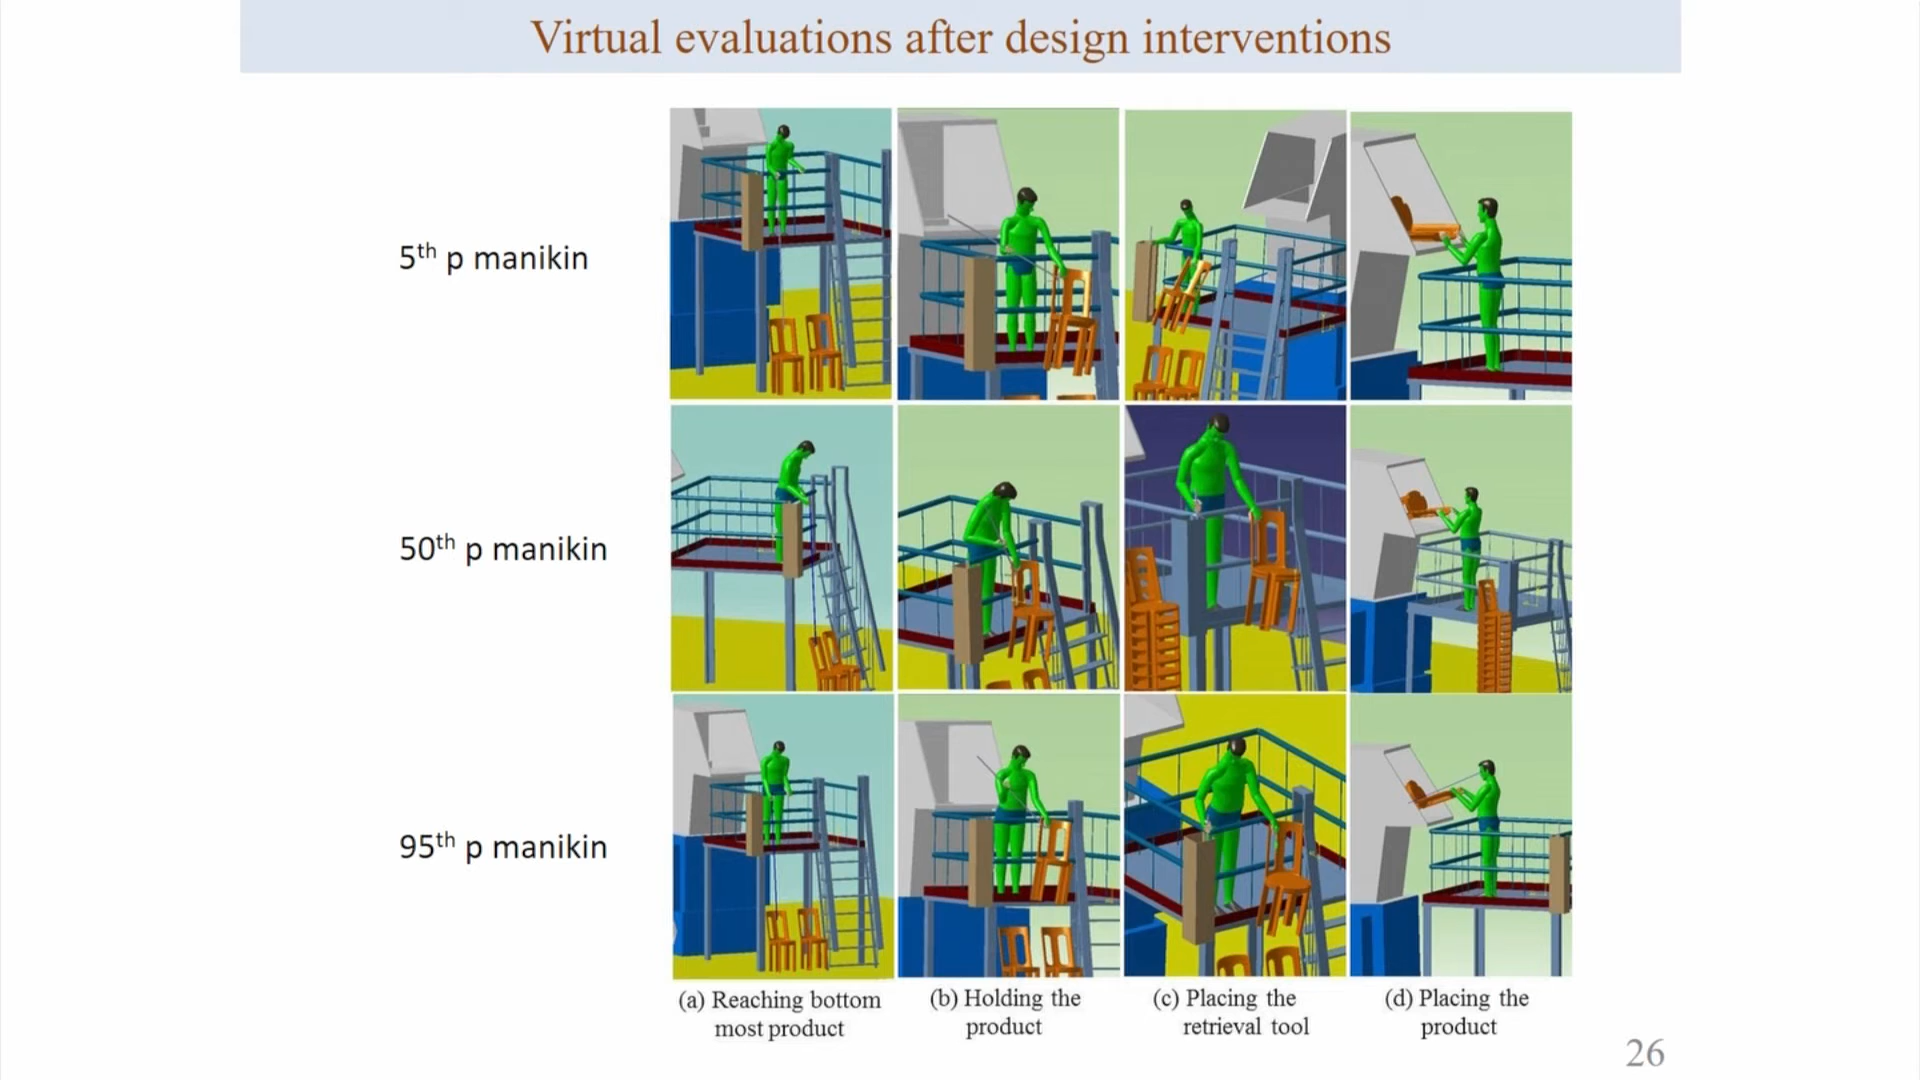 Virtual evaluations after design interventions
5th p manikin
50th p manikin
95th p manikin
(a) Reaching bottom
most product
(b) Holding the
product
(c) Placing the
retrieval tool
(d) Placing the
product
26